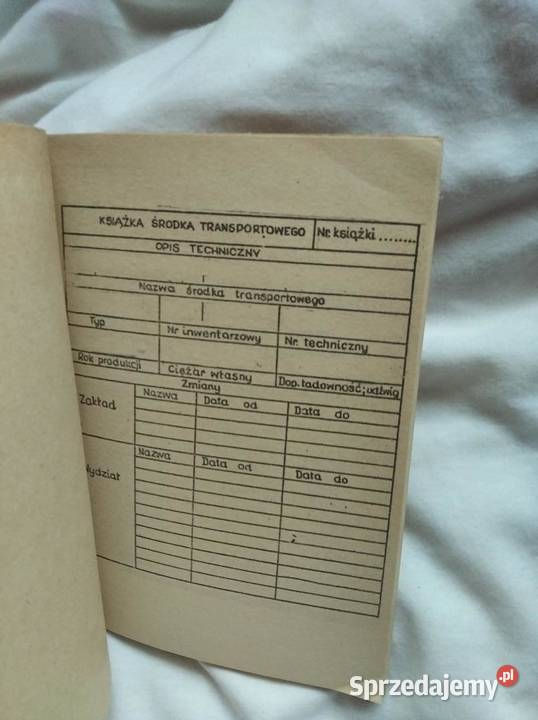 KSIĄŻKA ŚRODKA TRANSPORTOWEGO Nr. książki........
OPIS TECHNICZNY
Nazwa środka transportowego
Typ Nr inwentarzowy Nr. techniczny
Rok produkcji Ciężar własny Dop. ładowność; udźwig
Zmiany
Zakład Nazwa Data od Data do
Wydział Nazwa Data od Data do
Sprzedajemy.pl